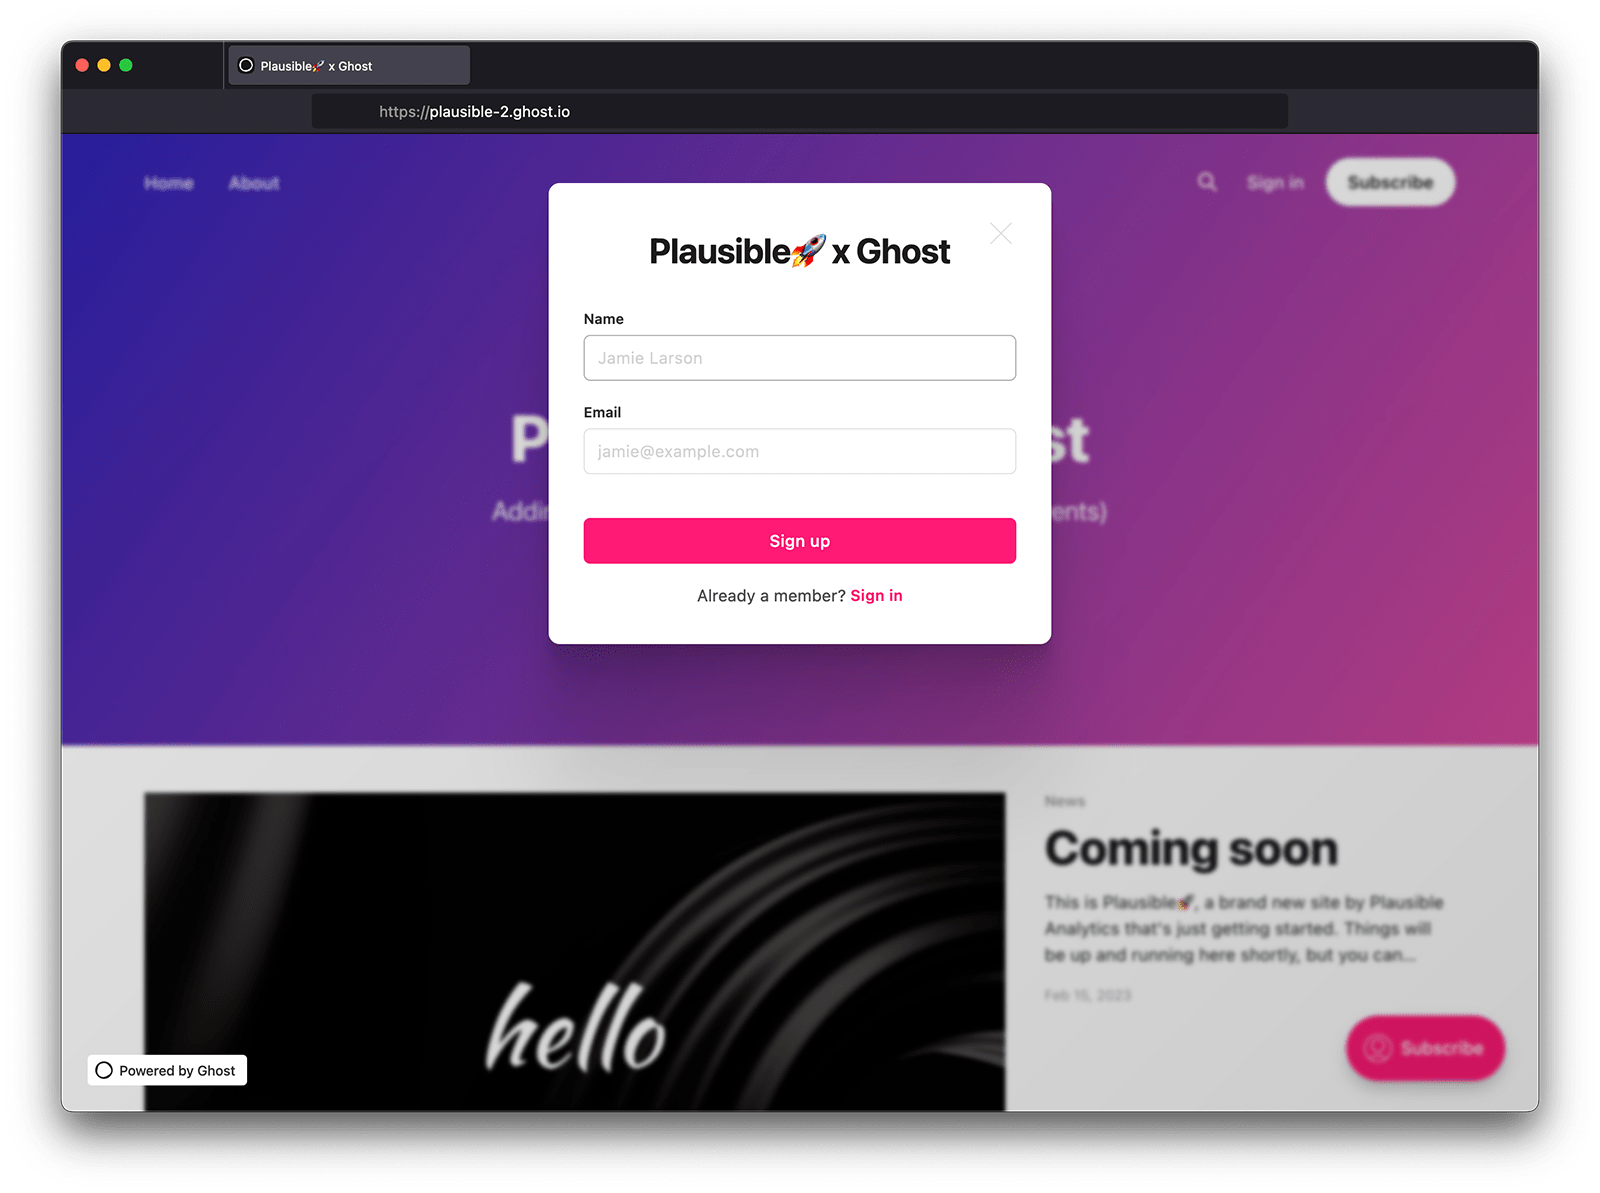 Plausible🚀 x Ghost
https://plausible-2.ghost.io
Home
About
Sign in
Subscribe
Plausible🚀 x Ghost
Name
Jamie Larson
Email
jamie@example.com
Sign up
Already a member? Sign in
P
st
Addi
ents)
News
Coming soon
This is Plausible🚀, a brand new site by Plausible
Analytics that's just getting started. Things will
be up and running here shortly, but you can...
Feb 15, 2023
hello
Subscribe
Powered by Ghost